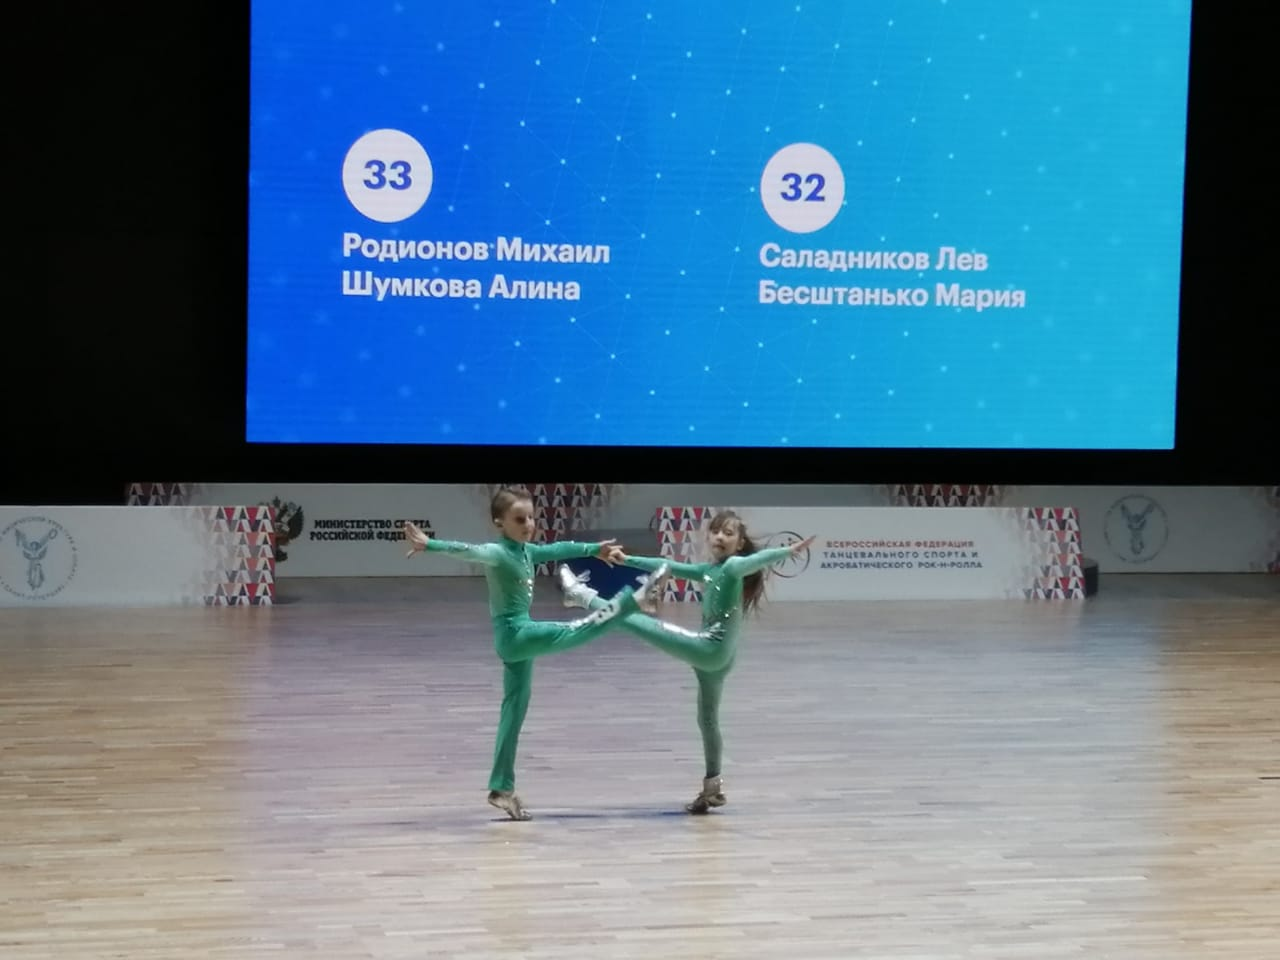 33
Родионов Михаил
Шумкова Алина
32
Саладников Лев
Бесштанько Мария
МИНИСТЕРСТВО СПОРТА
РОССИЙСКОЙ ФЕДЕРАЦИИ
ВСЕРОССИЙСКАЯ ФЕДЕРАЦИЯ
ТАНЦЕВАЛЬНОГО СПОРТА И
АКРОБАТИЧЕСКОГО РОК-Н-РОЛЛА